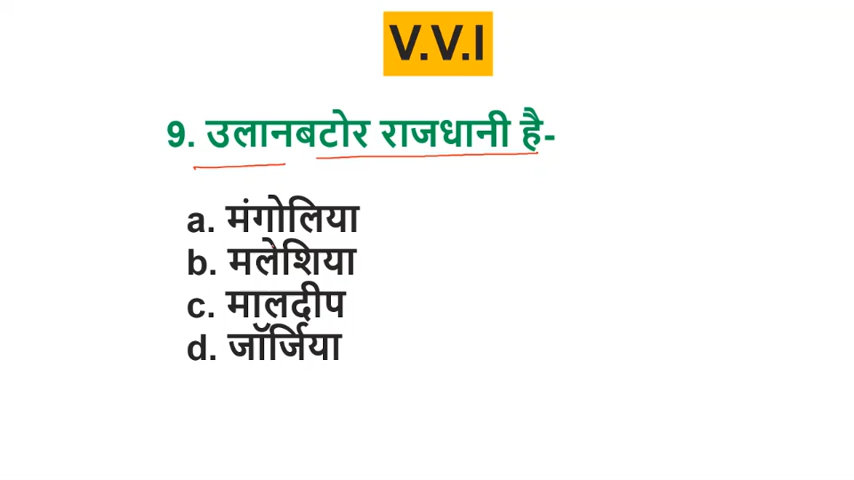 V.V.I
9. उलानबटोर राजधानी है-
a. मंगोलिया
b. मलेशिया
c. मालदीप
d. जॉर्जिया